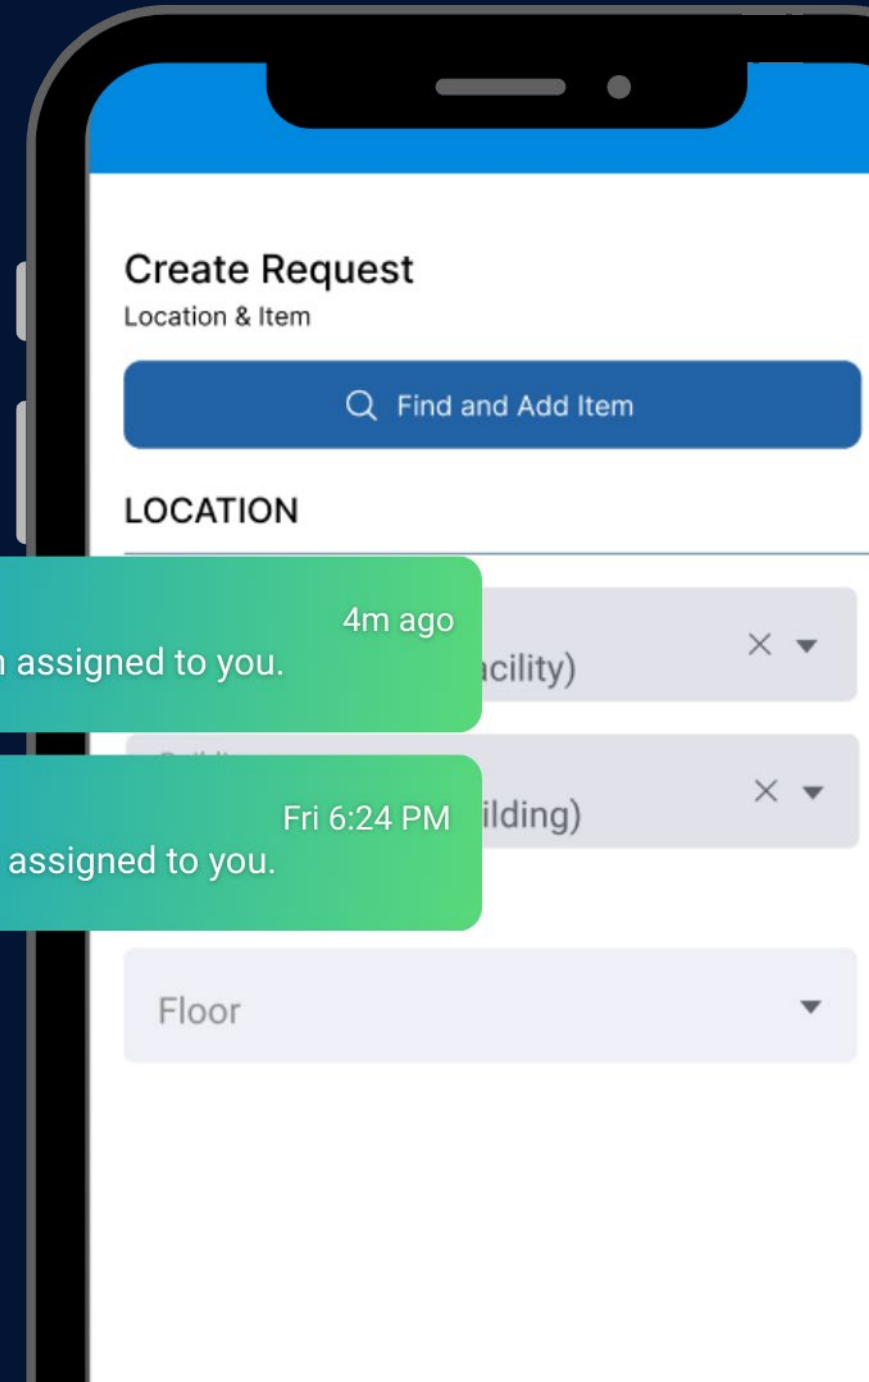 Create Request
Location & Item
Find and Add Item
LOCATION
4m ago
assigned to you.
Fri 6:24 PM
assigned to you.
Floor